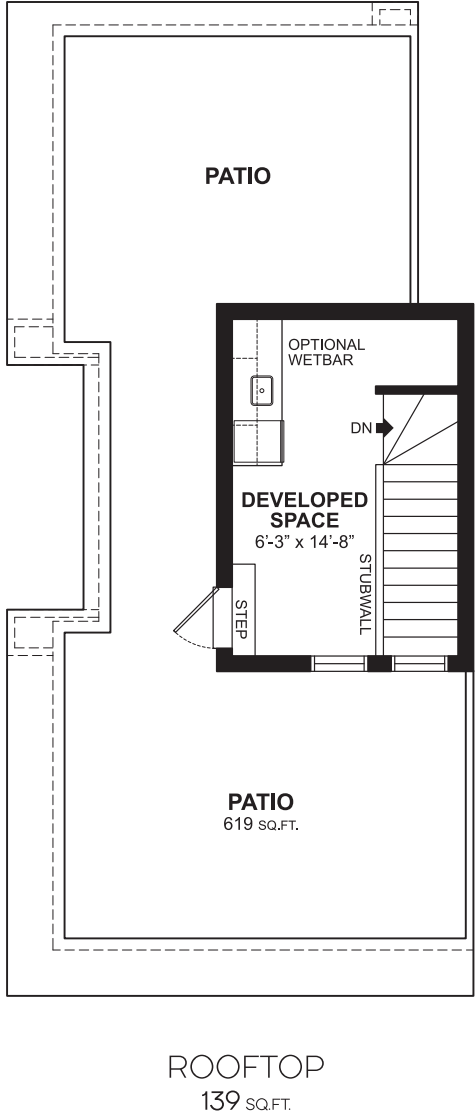 PATIO
OPTIONAL
WETBAR
DN
DEVELOPED
SPACE
6'-3" x 14'-8"
STUBWALL
STEP
PATIO
619 SQ.FT.
ROOFTOP
139 SQ.FT.